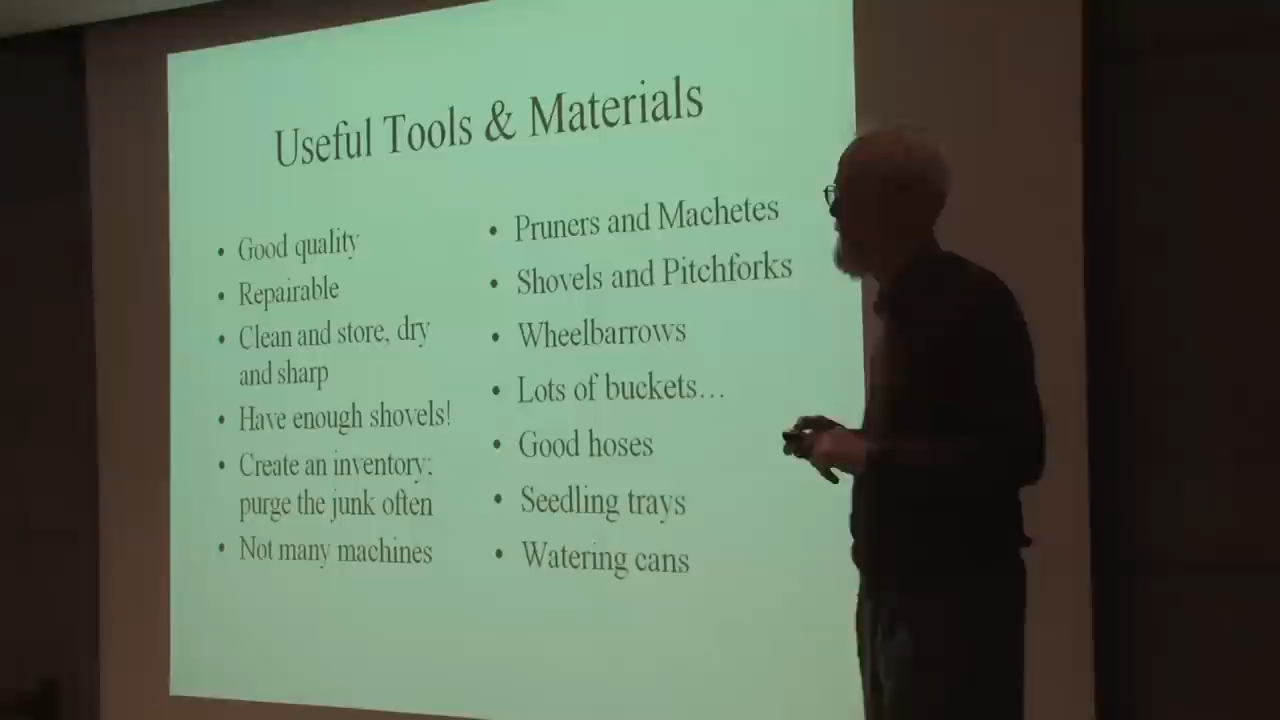 Useful Tools & Materials
• Good quality
• Repairable
• Clean and store, dry
and sharp
• Have enough shovels!
• Create an inventory;
purge the junk often
• Not many machines
• Pruners and Machetes
• Shovels and Pitchforks
• Wheelbarrows
• Lots of buckets…
• Good hoses
• Seedling trays
• Watering cans